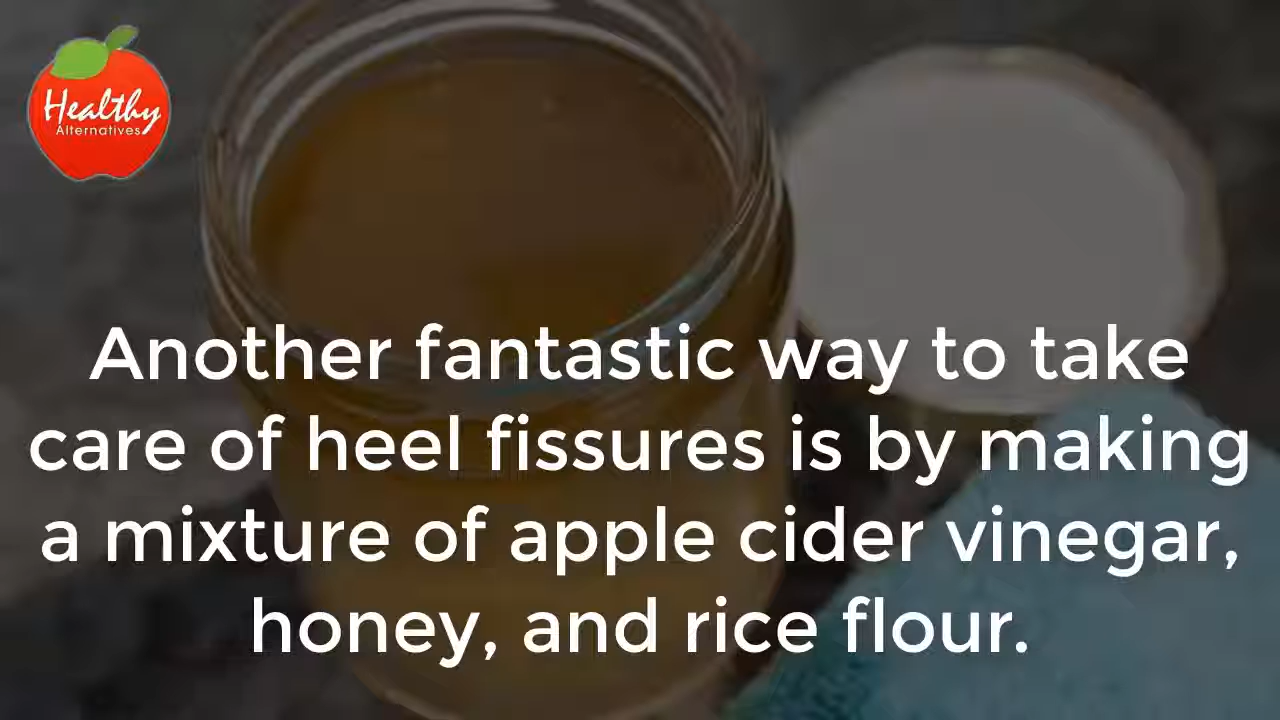 Healthy
Alternatives
Another fantastic way to take
care of heel fissures is by making
a mixture of apple cider vinegar,
honey, and rice flour.